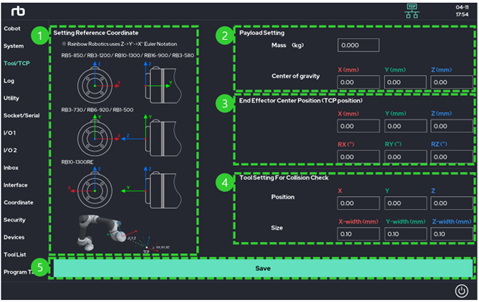 rb
04-11
17:54
Cobot
System
Tool/TCP
Log
Utility
Socket/Serial
I/O 1
I/O 2
Inbox
Interface
Coordinate
Security
Devices
Tool List
Program T
1
Setting Reference Coordinate
※ Rainbow Robotics uses Z->Y'->X'' Euler Notation
RB5-850 / RB3-1200 / RB10-1300 / RB16-900 / RB3-580
RB3-730 / RB6-920 / RB1-500
RB10-1300RE
2
Payload Setting
Mass (kg)
0.000
X (mm) Y (mm) Z (mm)
Center of gravity 0.00 0.00 0.00
3
End Effector Center Position (TCP position)
X (mm) Y (mm) Z (mm)
0.00 0.00 0.00
RX (°) RY (°) RZ (°)
0.00 0.00 0.00
4
Tool Setting For Collision Check
X Y Z
Position 0.00 0.00 0.00
X-width (mm) Y-width (mm) Z-width (mm)
Size 0.10 0.10 0.10
5
Save